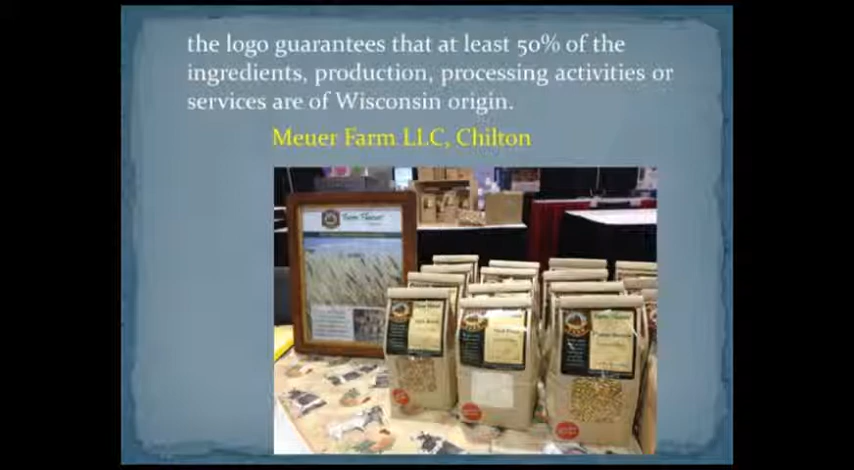 the logo guarantees that at least 50% of the
ingredients, production, processing activities or
services are of Wisconsin origin.
Meuer Farm LLC, Chilton